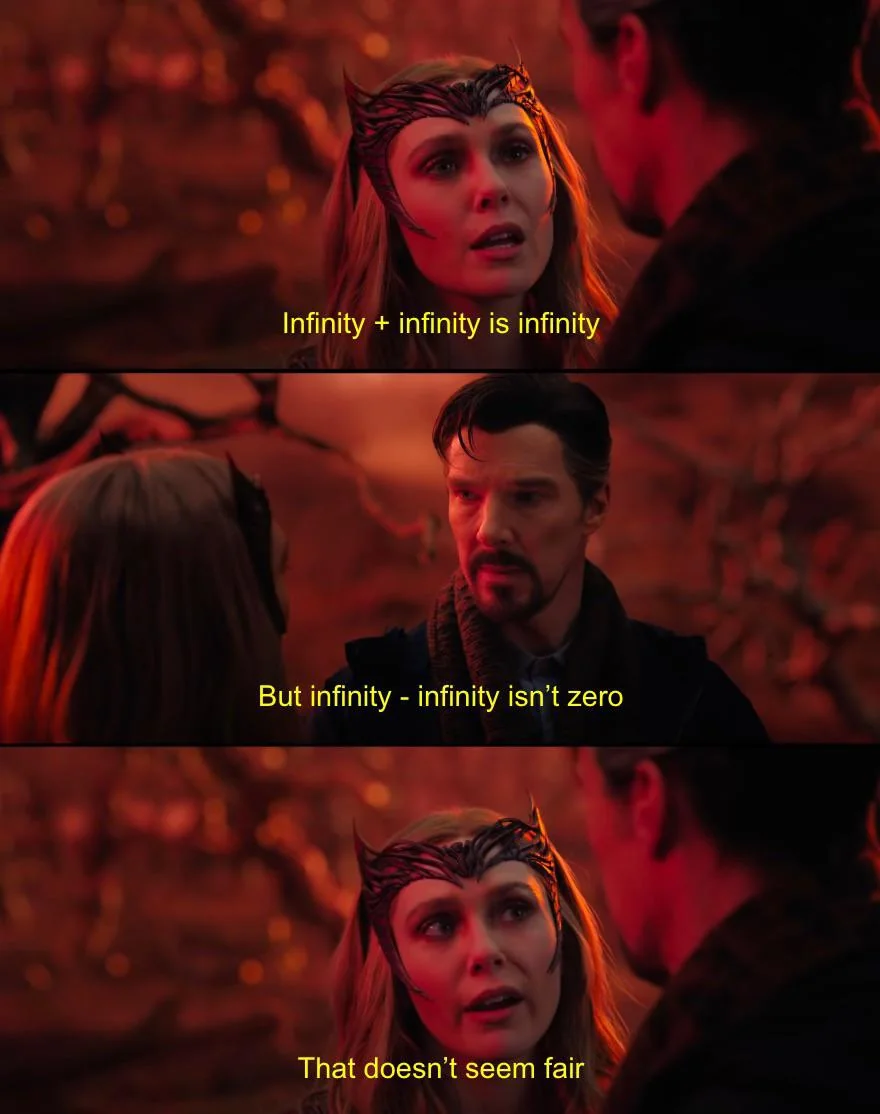 Infinity + infinity is infinity
But infinity - infinity isn’t zero
That doesn’t seem fair